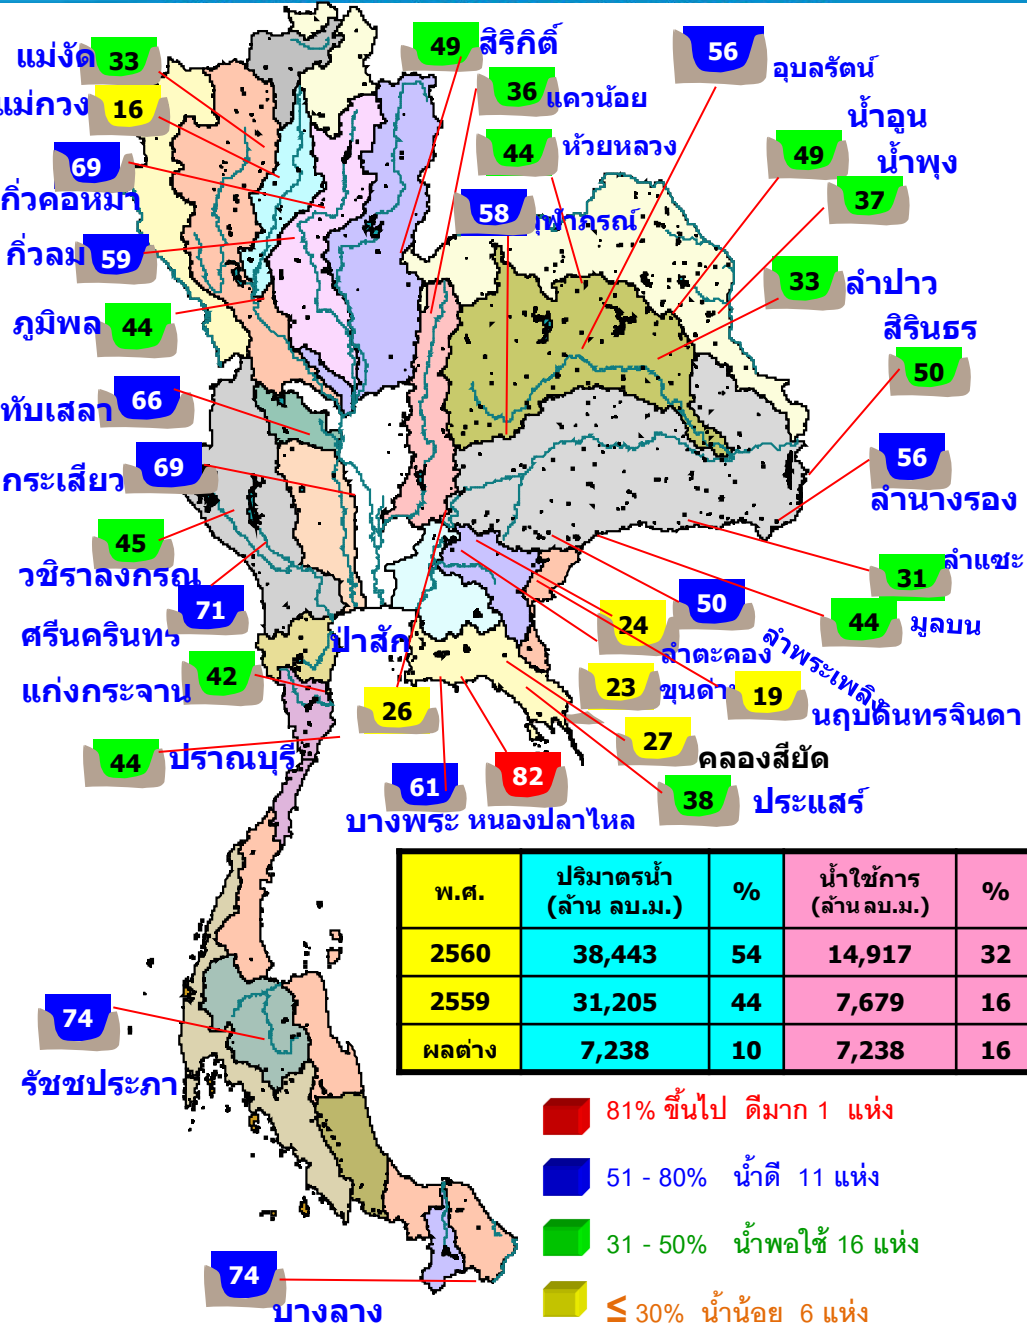 แม่งัด 33
49 สิริกิติ์
56 อุบลรัตน์
แม่กวง 16
36 แควน้อย
44 ห้วยหลวง
น้ำอูน 49
น้ำพุง 37
69 กิ่วคอหมา
58 จุฬาภรณ์
กิ่วลม 59
33 ลำปาว
ภูมิพล 44
สิรินธร 50
ทับเสลา 66
กระเสียว 69
56 ลำนางรอง
45 วชิราลงกรณ
31 ลำแซะ
71 ศรีนครินทร
50
44 มูลบน
24 ลำตะคอง
ลำพระเพลิง
ป่าสัก 26
แก่งกระจาน 42
23 ขุนด่าน
19 นฤบดินทรจินดา
44 ปราณบุรี
27 คลองสียัด
61 บางพระ
82 หนองปลาไหล
38 ประแสร์
พ.ศ. ปริมาตรน้ำ (ล้าน ลบ.ม.) % น้ำใช้การ (ล้าน ลบ.ม.) %
2560 38,443 54 14,917 32
2559 31,205 44 7,679 16
ผลต่าง 7,238 10 7,238 16
74 รัชชประภา
81% ขึ้นไป ดีมาก 1 แห่ง
51 - 80% น้ำดี 11 แห่ง
31 - 50% น้ำพอใช้ 16 แห่ง
≤ 30% น้ำน้อย 6 แห่ง
74 บางลาง